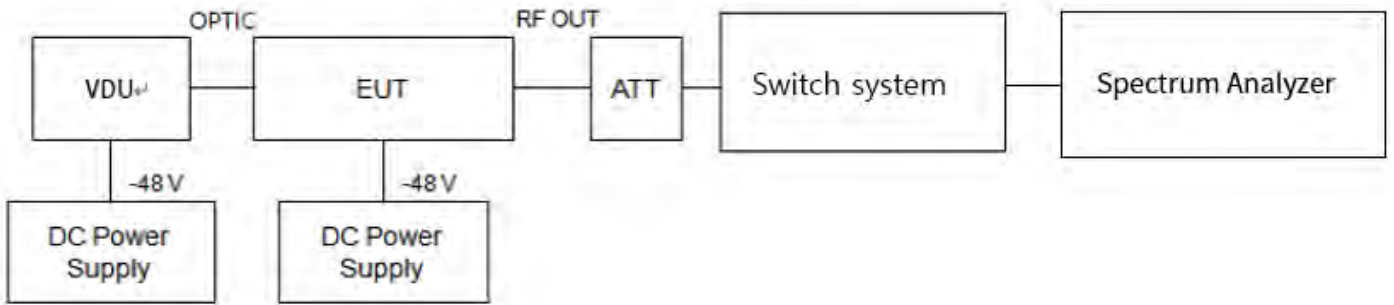 OPTIC
RF OUT
VDU↵
EUT
ATT
Switch system
Spectrum Analyzer
-48 V
-48 V
DC Power
Supply
DC Power
Supply